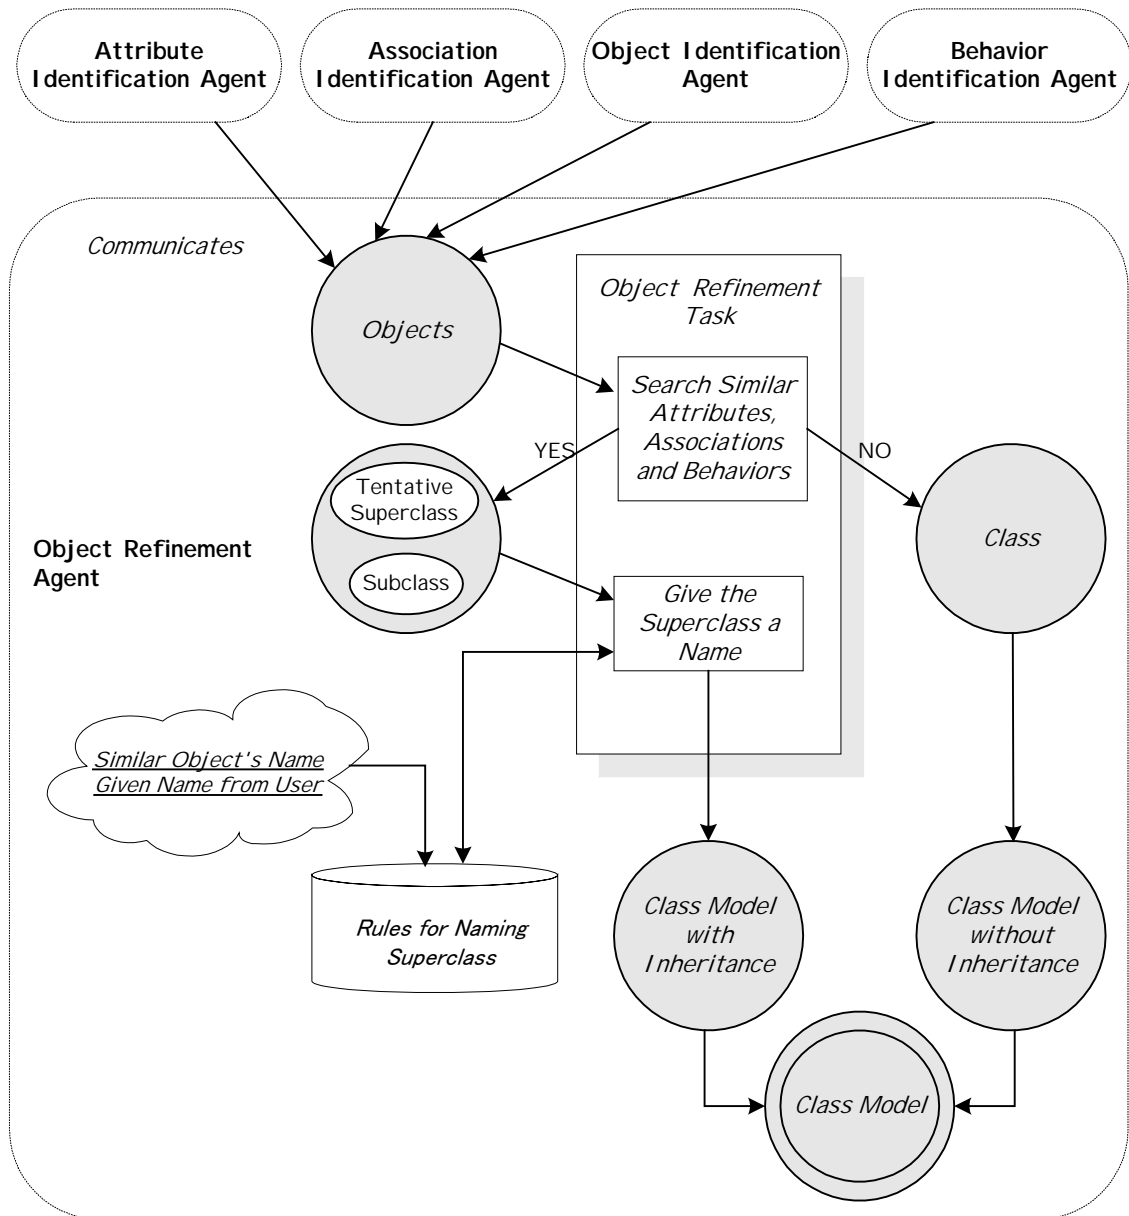 Attribute
Identification Agent
Association
Identification Agent
Object Identification
Agent
Behavior
Identification Agent
Communicates
Objects
Object Refinement
Task
Search Similar
Attributes,
Associations
and Behaviors
YES
NO
Tentative
Superclass
Subclass
Class
Object Refinement
Agent
Give the
Superclass a
Name
Similar Object's Name
Given Name from User
Rules for Naming
Superclass
Class Model
with
Inheritance
Class Model
without
Inheritance
Class Model